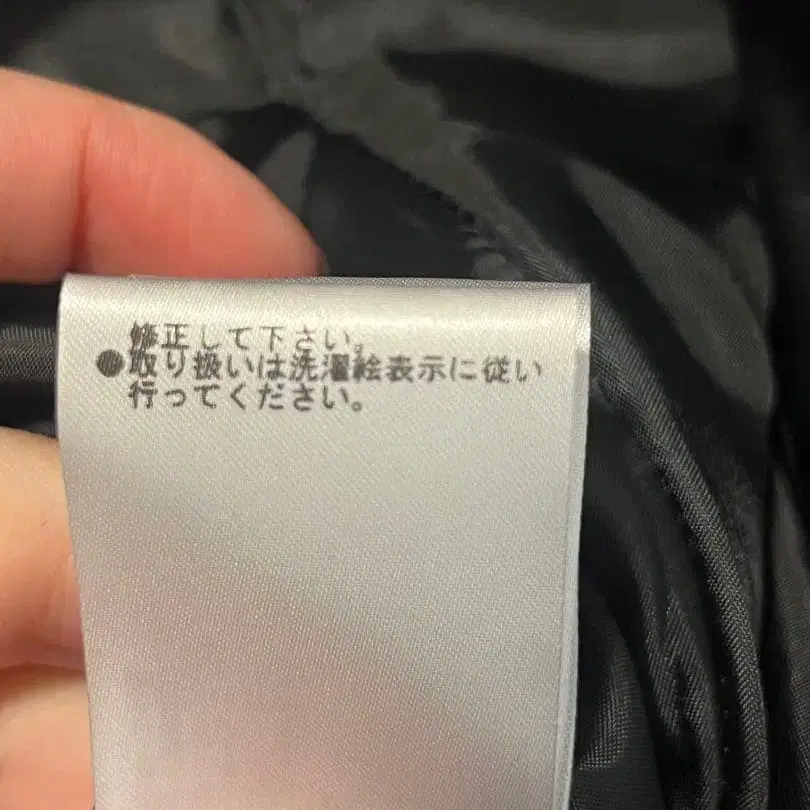 修正して下さい。
●取り扱いは洗濯絵表示に従い
行ってください。